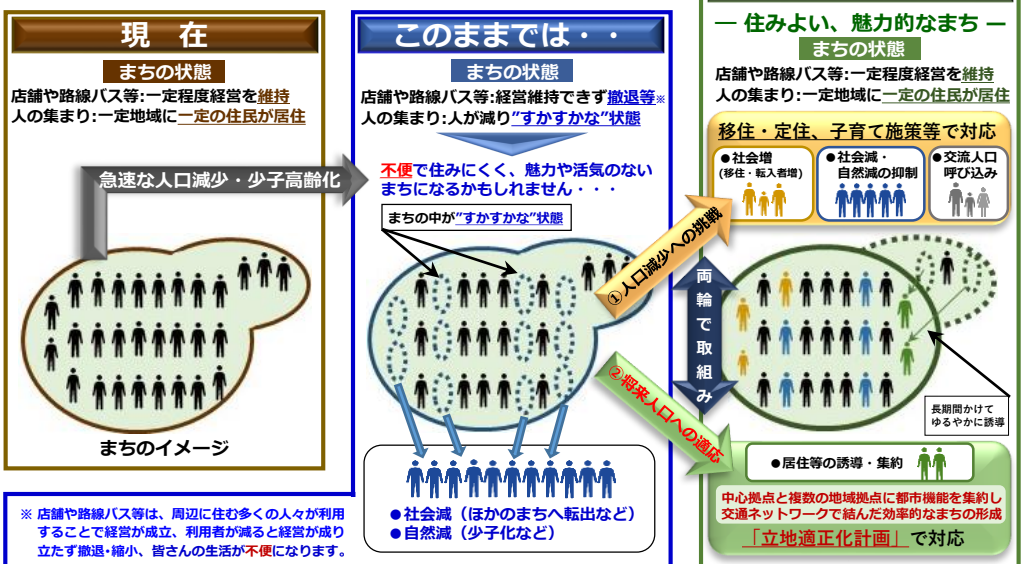 現 在
まちの状態
店舗や路線バス等:一定程度経営を維持
人の集まり:一定地域に一定の住民が居住
急速な人口減少・少子高齢化
まちのイメージ
このままでは・・
まちの状態
店舗や路線バス等:経営維持できず撤退等※
人の集まり:人が減り”すかすかな”状態
不便で住みにくく、魅力や活気のない
まちになるかもしれません・・・
まちの中が”すかすかな”状態
●社会減（ほかのまちへ転出など）
●自然減（少子化など）
※ 店舗や路線バス等は、周辺に住む多くの人々が利用
することで経営が成立、利用者が減ると経営が成り
立たず撤退・縮小、皆さんの生活が不便になります。
①人口減少への挑戦
両輪で取組み
②将来人口への適応
― 住みよい、魅力的なまち ―
まちの状態
店舗や路線バス等:一定程度経営を維持
人の集まり:一定地域に一定の住民が居住
移住・定住、子育て施策等で対応
●社会増
(移住・転入者増)
●社会減・
自然減の抑制
●交流人口
呼び込み
長期間かけて
ゆるやかに誘導
●居住等の誘導・集約
中心拠点と複数の地域拠点に都市機能を集約し
交通ネットワークで結んだ効率的なまちの形成
「立地適正化計画」で対応